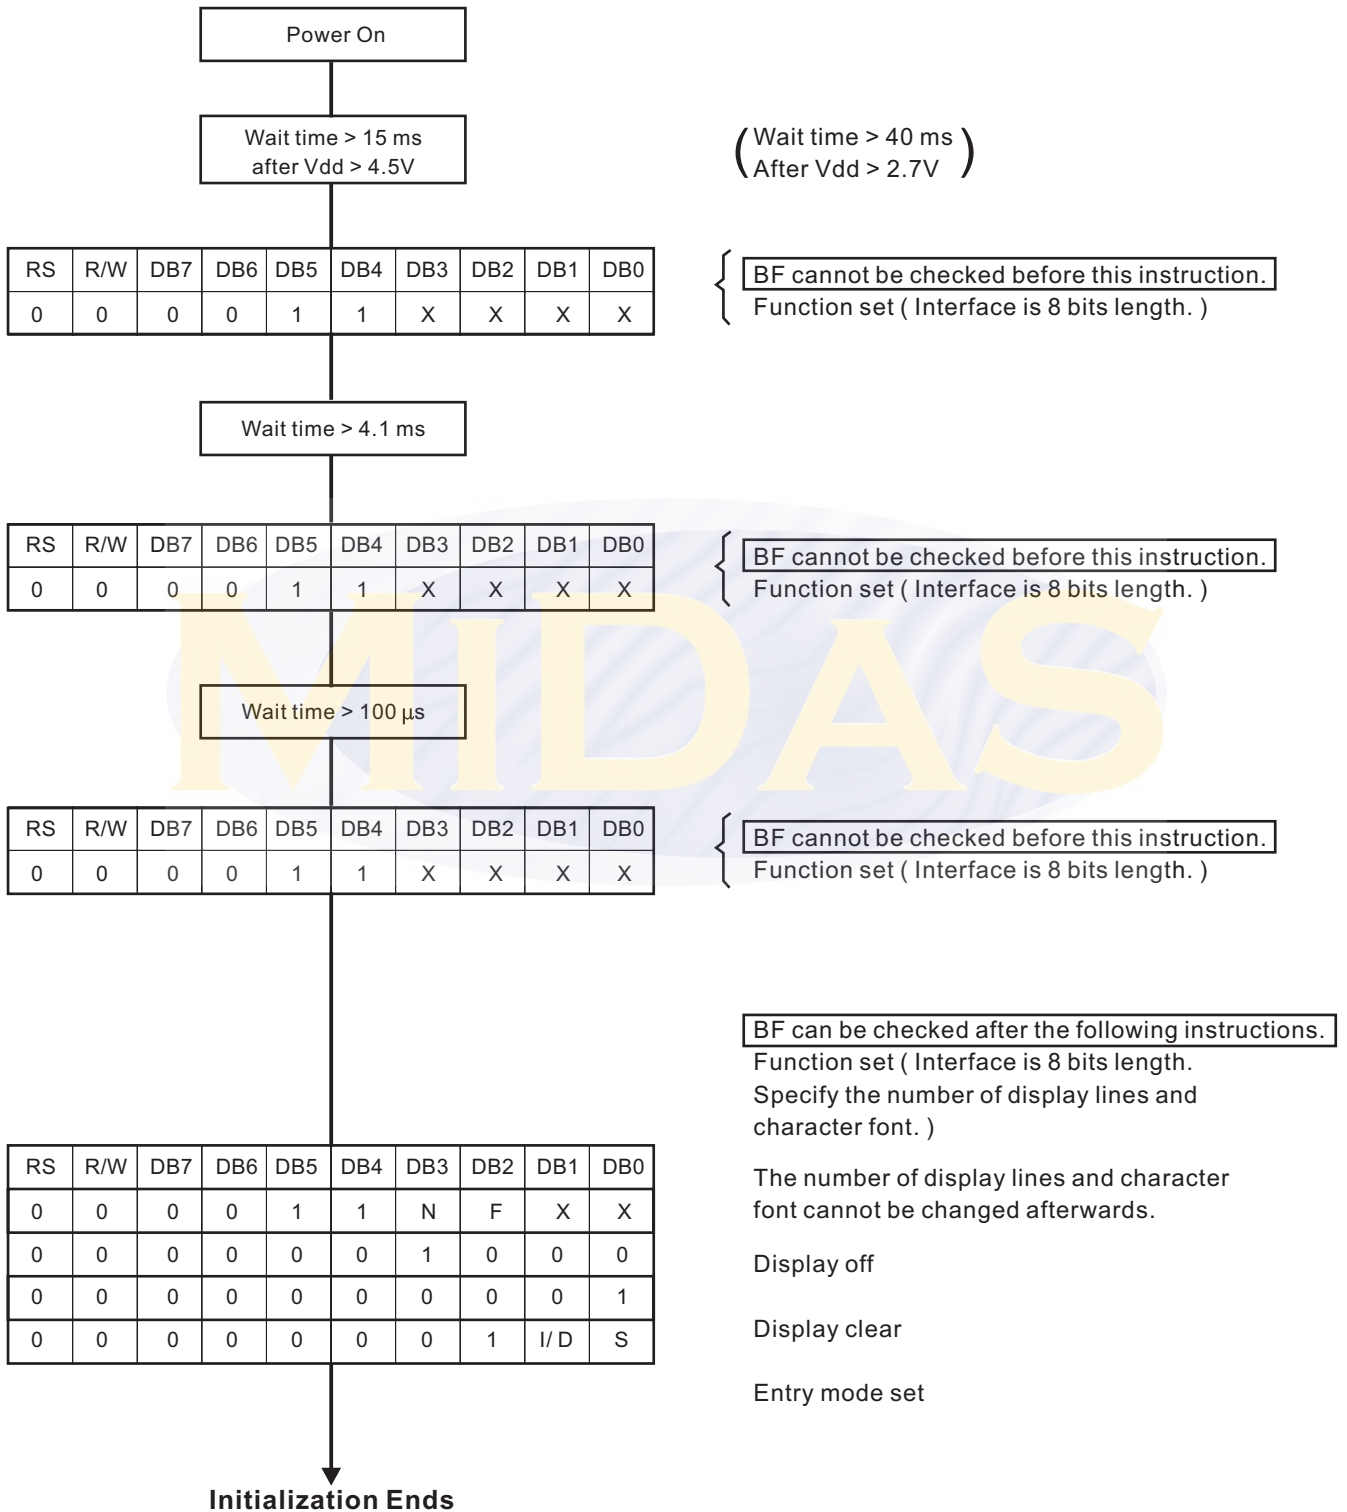 Power On
Wait time > 15 ms
after Vdd > 4.5V
(Wait time > 40 ms
After Vdd > 2.7V)
RS R/W DB7 DB6 DB5 DB4 DB3 DB2 DB1 DB0
0 0 0 0 1 1 X X X X
BF cannot be checked before this instruction.
Function set ( Interface is 8 bits length. )
Wait time > 4.1 ms
RS R/W DB7 DB6 DB5 DB4 DB3 DB2 DB1 DB0
0 0 0 0 1 1 X X X X
BF cannot be checked before this instruction.
Function set ( Interface is 8 bits length. )
MiDAS
Wait time > 100 µs
RS R/W DB7 DB6 DB5 DB4 DB3 DB2 DB1 DB0
0 0 0 0 1 1 X X X X
BF cannot be checked before this instruction.
Function set ( Interface is 8 bits length. )
BF can be checked after the following instructions.
Function set ( Interface is 8 bits length.
Specify the number of display lines and
character font. )
The number of display lines and character
font cannot be changed afterwards.
Display off
Display clear
Entry mode set
RS R/W DB7 DB6 DB5 DB4 DB3 DB2 DB1 DB0
0 0 0 0 1 1 N F X X
0 0 0 0 0 0 1 0 0 0
0 0 0 0 0 0 0 0 0 1
0 0 0 0 0 0 0 1 I/D S
Initialization Ends